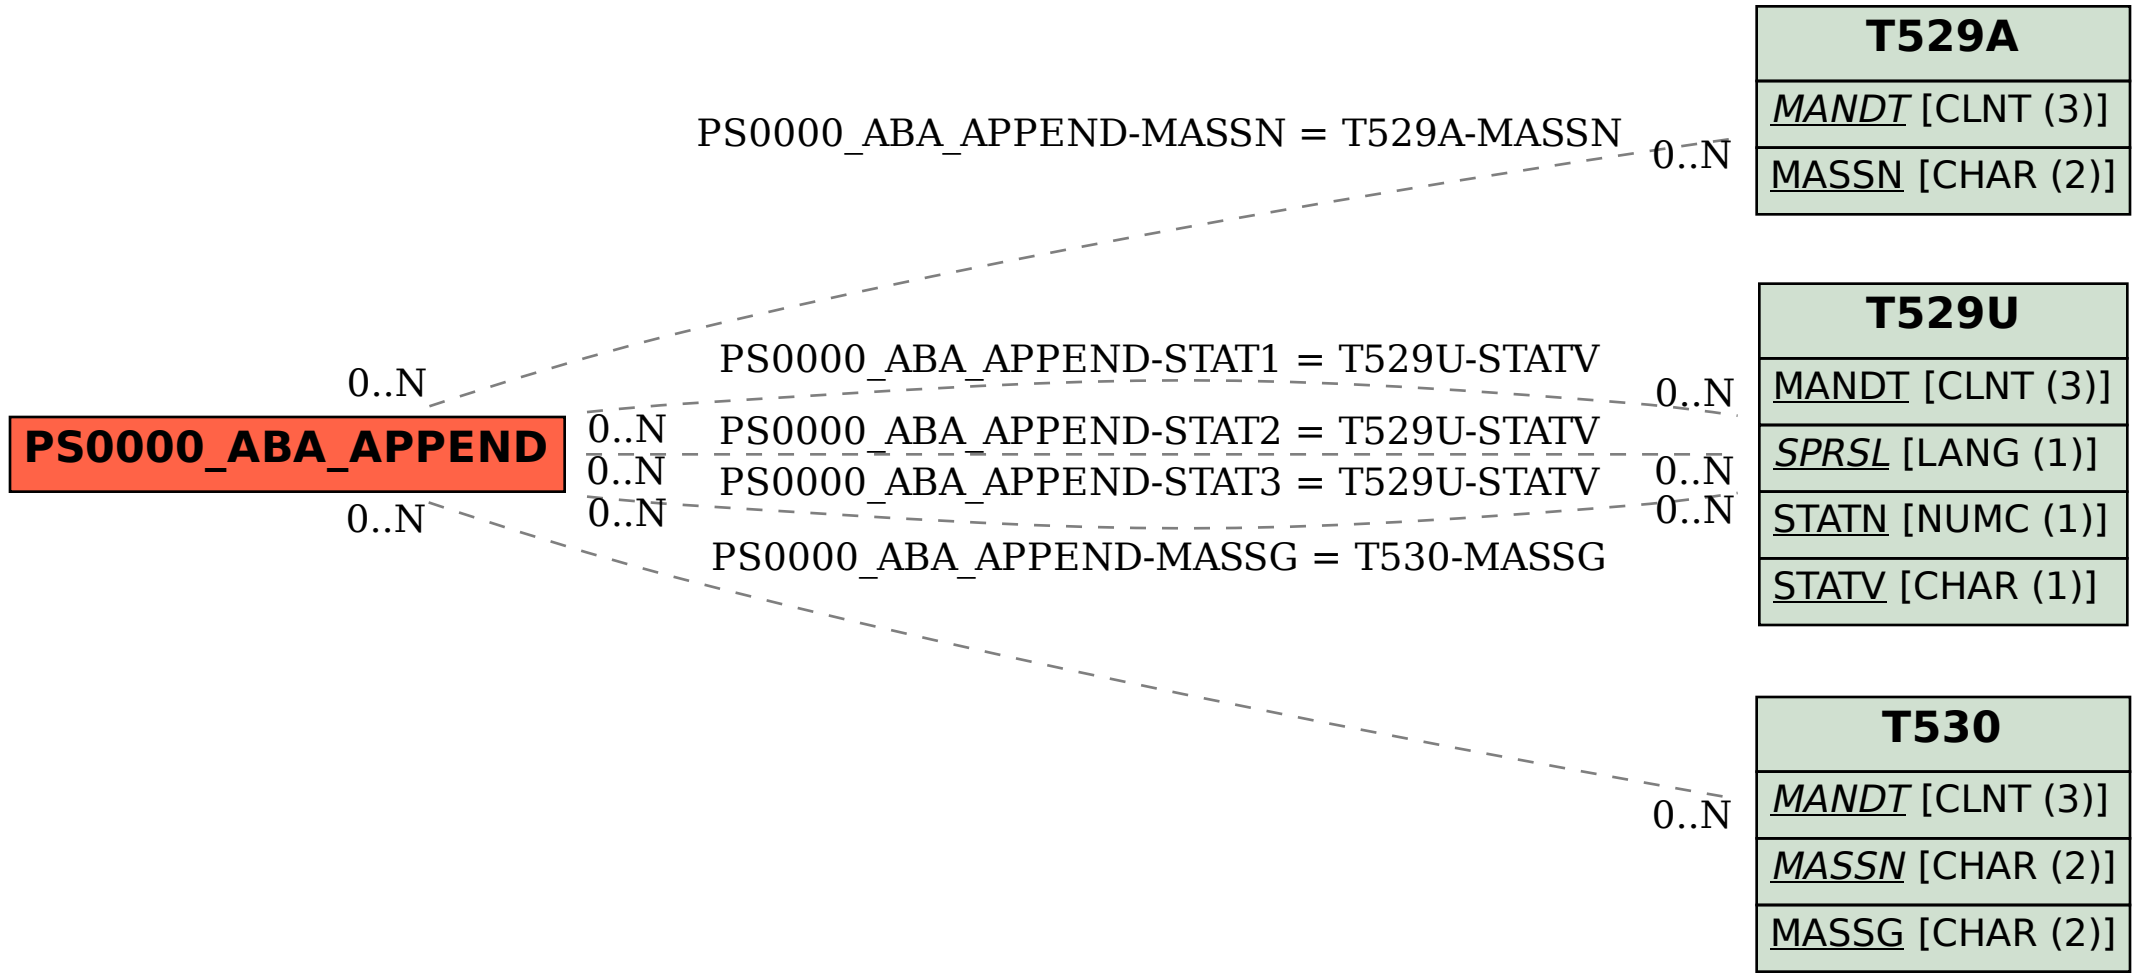 T529A
MANDT [CLNT (3)]
MASSN [CHAR (2)]
PS0000_ABA_APPEND-MASSN = T529A-MASSN
0..N
0..N
T529U
MANDT [CLNT (3)]
SPRSL [LANG (1)]
STATN [NUMC (1)]
STATV [CHAR (1)]
PS0000_ABA_APPEND-STAT1 = T529U-STATV
0..N
0..N
PS0000_ABA_APPEND
PS0000_ABA_APPEND-STAT2 = T529U-STATV
0..N
0..N
PS0000_ABA_APPEND-STAT3 = T529U-STATV
0..N
0..N
0..N
PS0000_ABA_APPEND-MASSG = T530-MASSG
0..N
T530
MANDT [CLNT (3)]
MASSN [CHAR (2)]
MASSG [CHAR (2)]